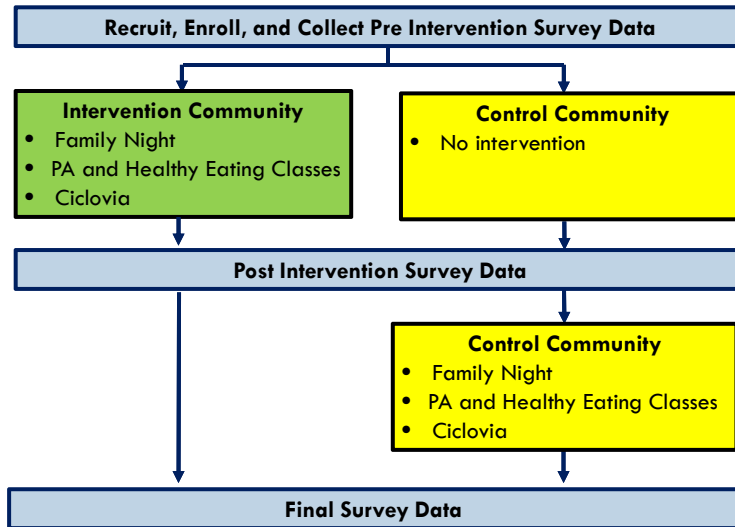 Recruit, Enroll, and Collect Pre Intervention Survey Data
Intervention Community
• Family Night
• PA and Healthy Eating Classes
• Ciclovia
Control Community
• No intervention
Post Intervention Survey Data
Control Community
• Family Night
• PA and Healthy Eating Classes
• Ciclovia
Final Survey Data